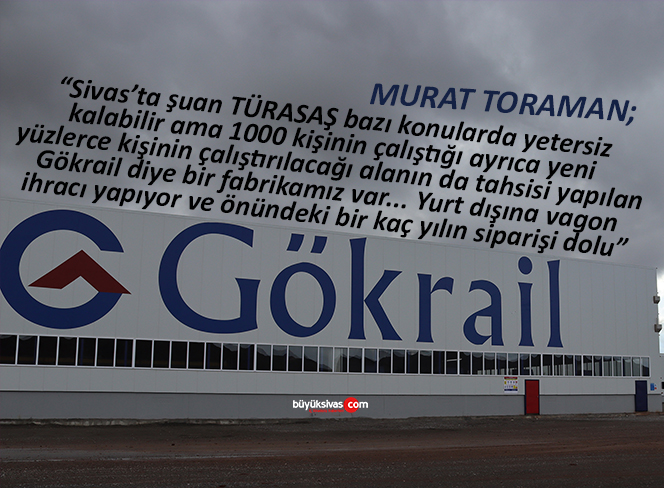 MURAT TORAMAN;
“Sivas’ta şuan TÜRASAŞ bazı konularda yetersiz
kalabilir ama 1000 kişinin çalıştığı ayrıca yeni
yüzlerce kişinin çalıştırılacağı alanın da tahsisi yapılan
Gökrail diye bir fabrikamız var... Yurt dışına vagon
ihracı yapıyor ve önündeki bir kaç yılın siparişi dolu”
Gökrail
büyüksivas.com